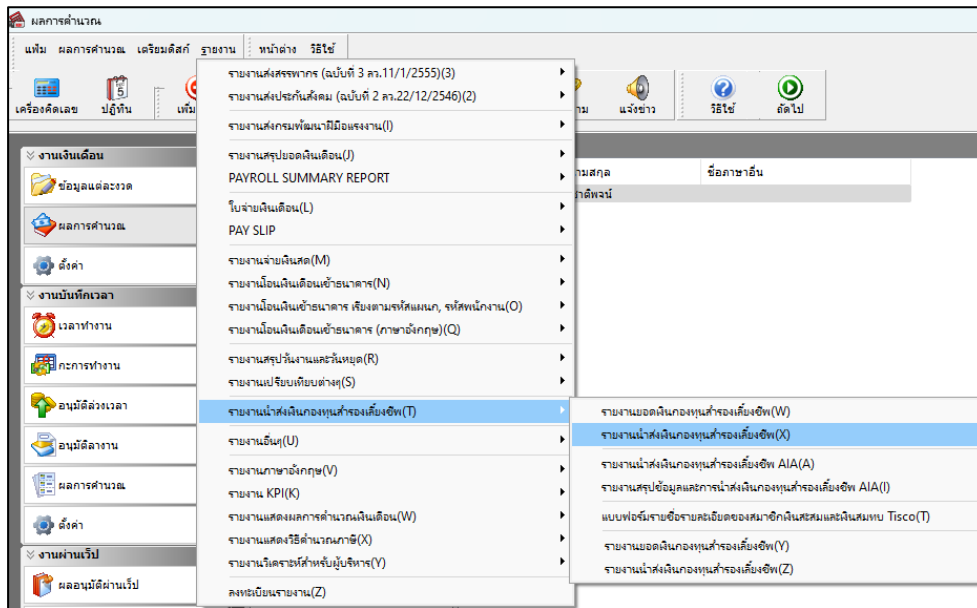 ผลการคำนวณ
แฟ้ม ผลการคำนวณ เตรียมดิสก์ รายงาน หน้าต่าง วิธีใช้
เครื่องคิดเลข ปฏิทิน แจ้งข่าว วิธีใช้ ถัดไป
งานเงินเดือน
ข้อมูลแต่ละงวด
ผลการคำนวณ
ตั้งค่า
งานบันทึกเวลา
เวลาทำงาน
กะการทำงาน
อนุมัติล่วงเวลา
อนุมัติลางาน
ผลการคำนวณ
ตั้งค่า
งานผ่านเว็ป
ผลอนุมัติผ่านเว็ป
รายงานส่งสรรพากร (ฉบับที่ 3 ลว.11/1/2555)(3)
รายงานส่งประกันสังคม (ฉบับที่ 2 ลว.22/12/2546)(2)
รายงานส่งกรมพัฒนาฝีมือแรงงาน(I)
รายงานสรุปยอดเงินเดือน(J)
PAYROLL SUMMARY REPORT
ใบจ่ายเงินเดือน(L)
PAY SLIP
รายงานจ่ายเงินสด(M)
รายงานโอนเงินเดือนเข้าธนาคาร(N)
รายงานโอนเงินเข้าธนาคาร เรียงตามรหัสแผนก, รหัสพนักงาน(O)
รายงานโอนเงินเดือนเข้าธนาคาร (ภาษาอังกฤษ)(Q)
รายงานสรุปวันงานและวันหยุด(R)
รายงานเปรียบเทียบต่างๆ(S)
รายงานนำส่งเงินกองทุนสำรองเลี้ยงชีพ(T)
รายงานอื่นๆ(U)
รายงานภาษาอังกฤษ(V)
รายงาน KPI(K)
รายงานแสดงผลการคำนวณเงินเดือน(W)
รายงานแสดงวิธีคำนวณภาษี(X)
รายงานวิเคราะห์สำหรับผู้บริหาร(Y)
ลงทะเบียนรายงาน(Z)
ชื่อภาษาอื่น
รายงานยอดเงินกองทุนสำรองเลี้ยงชีพ(W)
รายงานนำส่งเงินกองทุนสำรองเลี้ยงชีพ(X)
รายงานนำส่งเงินกองทุนสำรองเลี้ยงชีพ AIA(A)
รายงานสรุปข้อมูลและการนำส่งเงินกองทุนสำรองเลี้ยงชีพ AIA(I)
แบบฟอร์มรายชื่อรายละเอียดของสมาชิกเงินสะสมและเงินสมทบ Tisco(T)
รายงานยอดเงินกองทุนสำรองเลี้ยงชีพ(Y)
รายงานนำส่งเงินกองทุนสำรองเลี้ยงชีพ(Z)